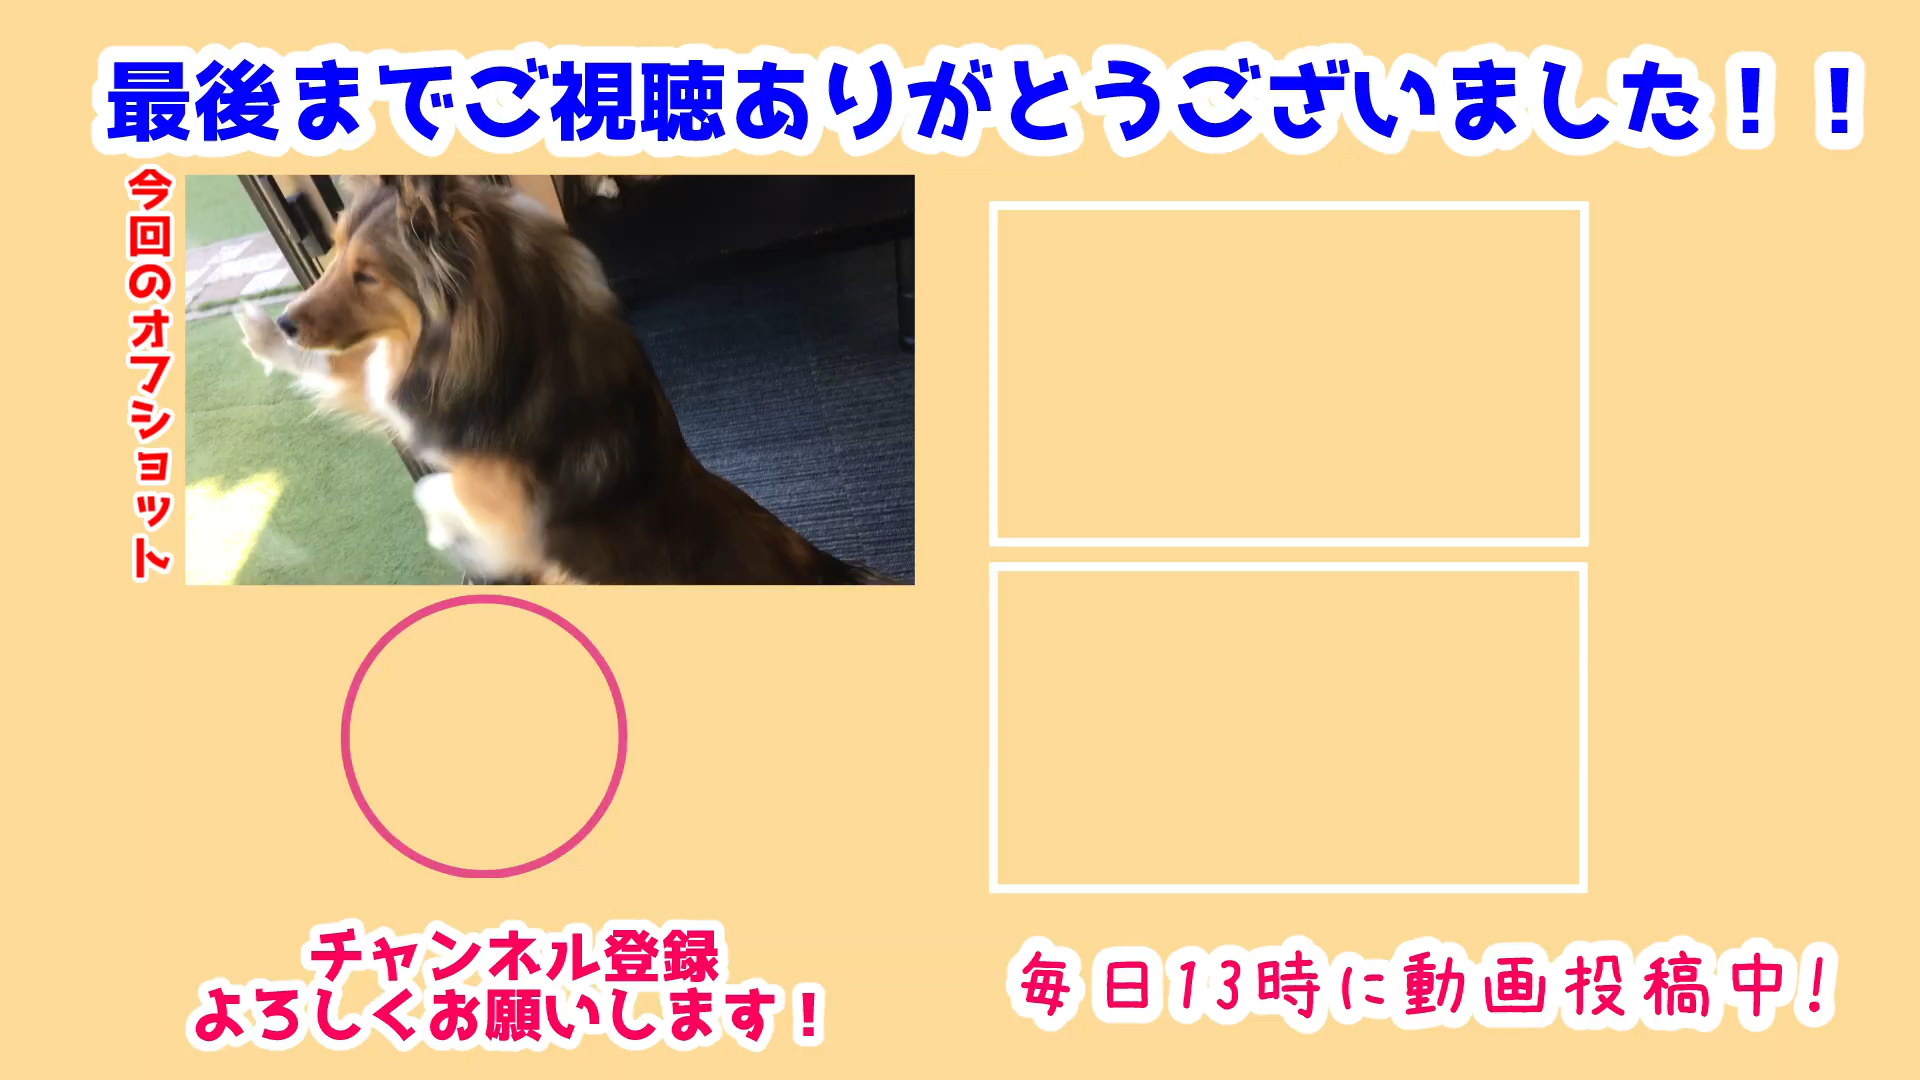 最後までご視聴ありがとうございました！！
今回のオフショット
チャンネル登録
よろしくお願いします！
毎日13時に動画投稿中！